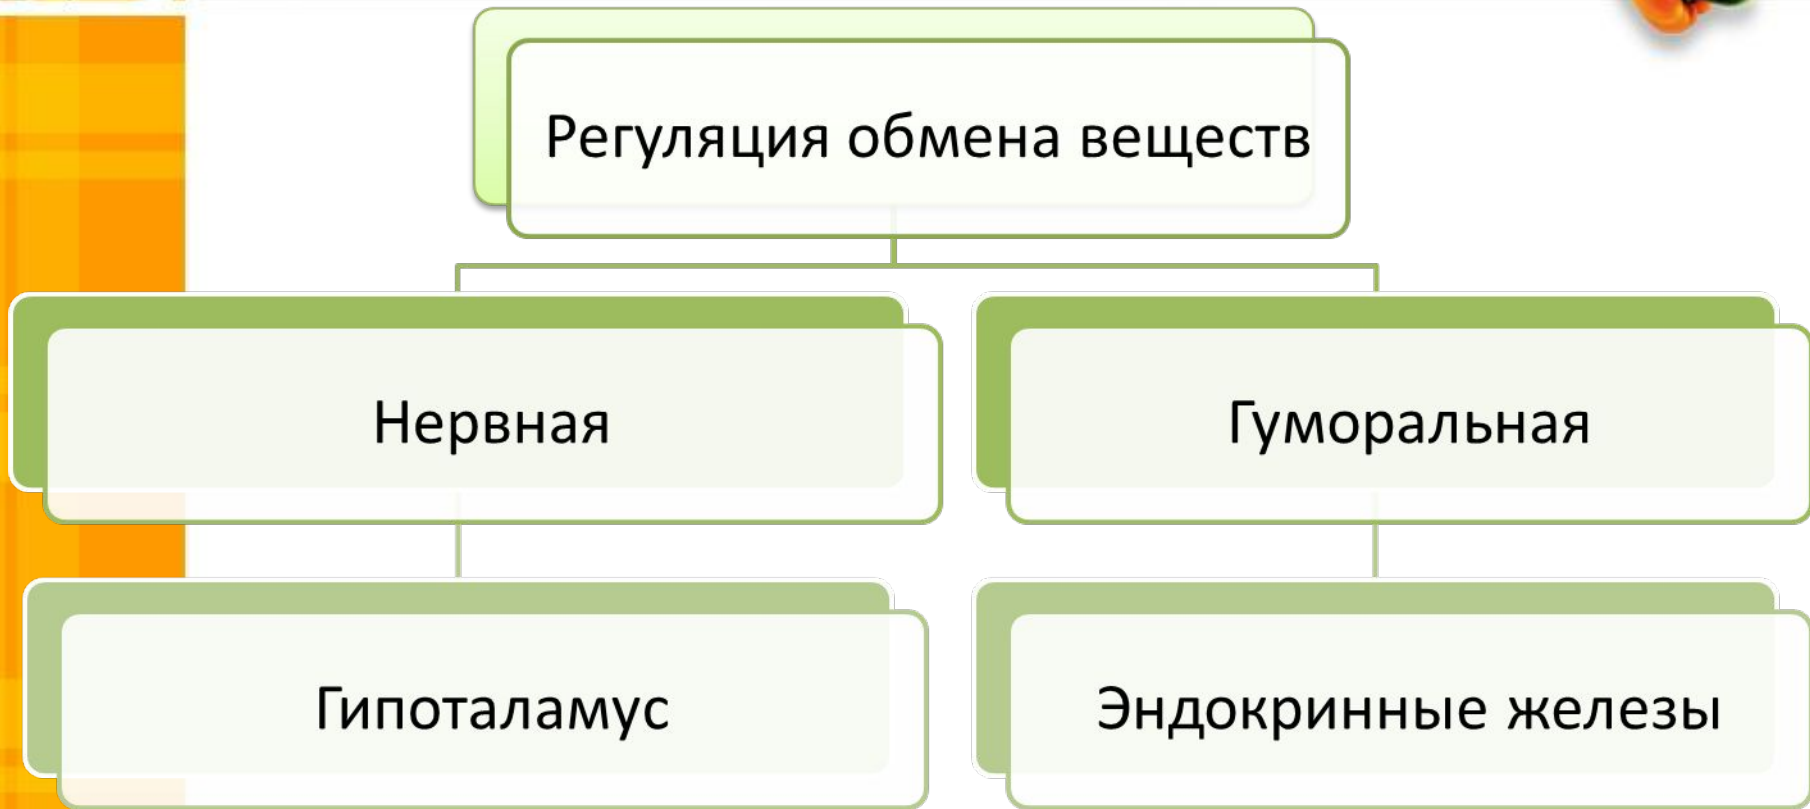 Регуляция обмена веществ
Нервная
Гуморальная
Гипоталамус
Эндокринные железы